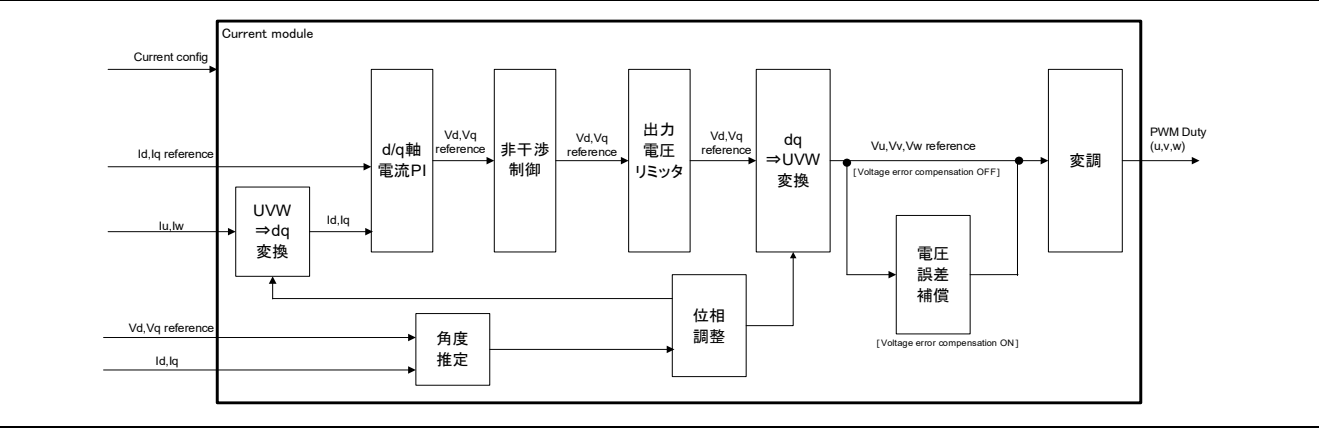 Current module
Current config
Id,Iq reference
Iu,Iw
Vd,Vq reference
Id,Iq
UVW
⇒dq
変換
Id,Iq
d/q軸
電流PI
Vd,Vq
reference
非干渉
制御
Vd,Vq
reference
出力
電圧
リミッタ
Vd,Vq
reference
dq
⇒UVW
変換
Vu,Vv,Vw reference
[Voltage error compensation OFF]
電圧
誤差
補償
[Voltage error compensation ON]
変調
PWM Duty
(u,v,w)
角度
推定
位相
調整